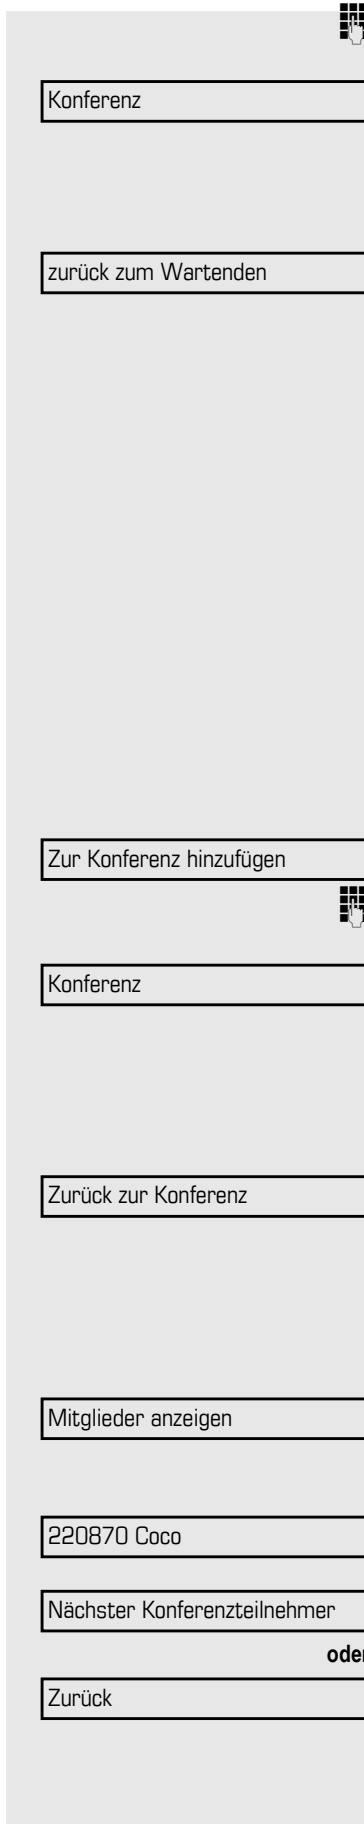 Konferenz
zurück zum Wartenden
Zur Konferenz hinzufügen
Konferenz
Zurück zur Konferenz
Mitglieder anzeigen
220870 Coco
Nächster Konferenzteilnehmer
oder
Zurück